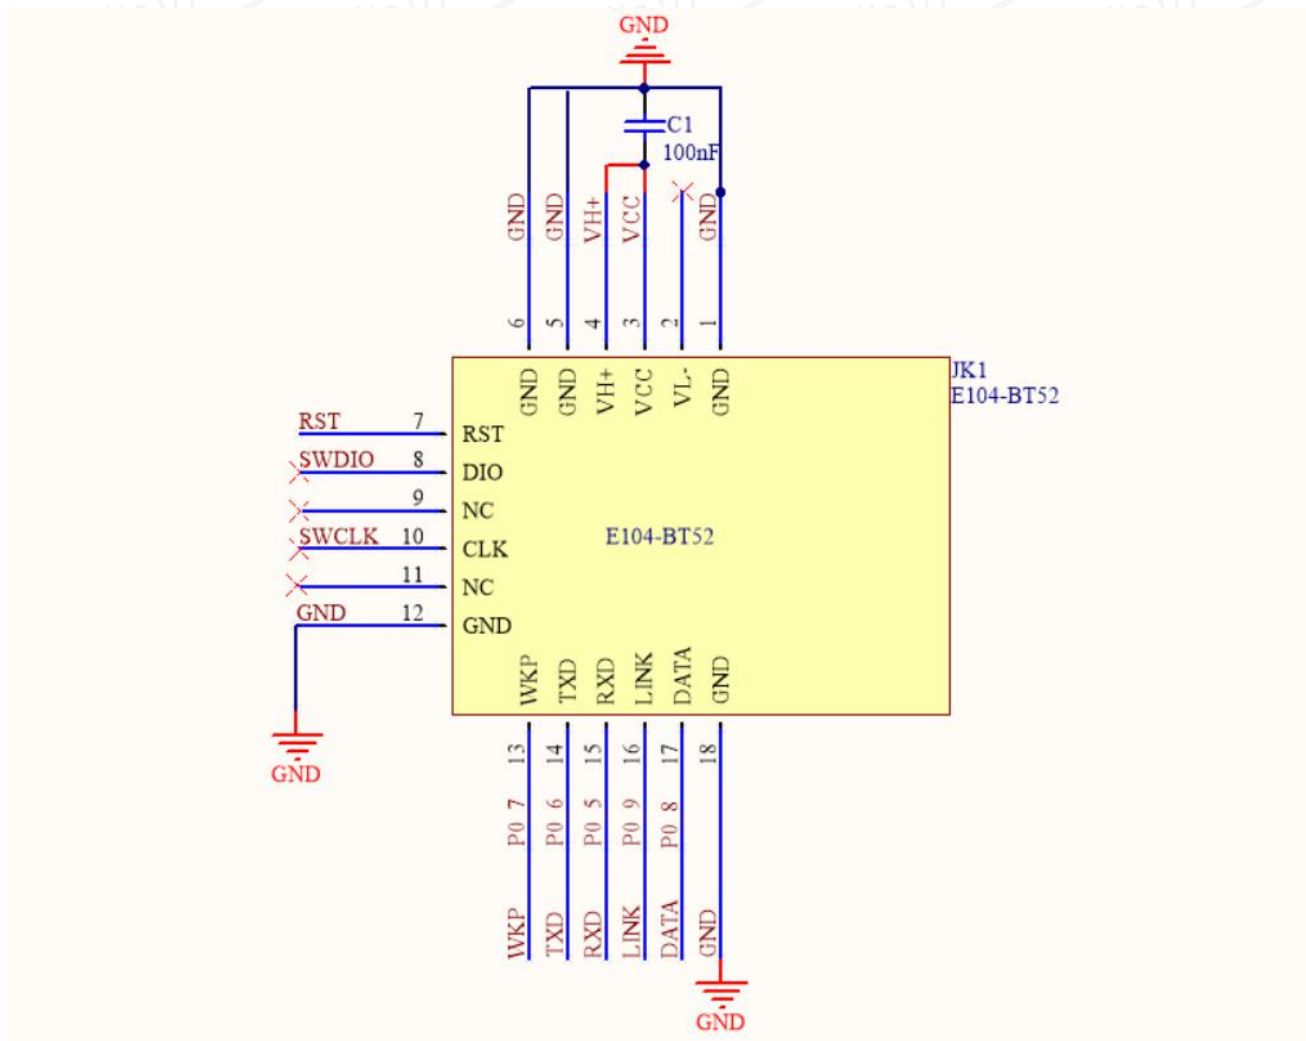 GND
C1
100nF
GND
GND
VH+
VCC
GND
6
5
4
3
2
1
GND
GND
VH+
VCC
VL-
GND
JK1
E104-BT52
RST
7
RST
SWDIO
8
DIO
9
NC
SWCLK
10
CLK
E104-BT52
11
NC
GND
12
GND
WKP
TXD
RXD
LINK
DATA
GND
13
14
15
16
17
18
P0 7
P0 6
P0 5
P0 9
P0 8
WKP
TXD
RXD
LINK
DATA
GND
GND
GND